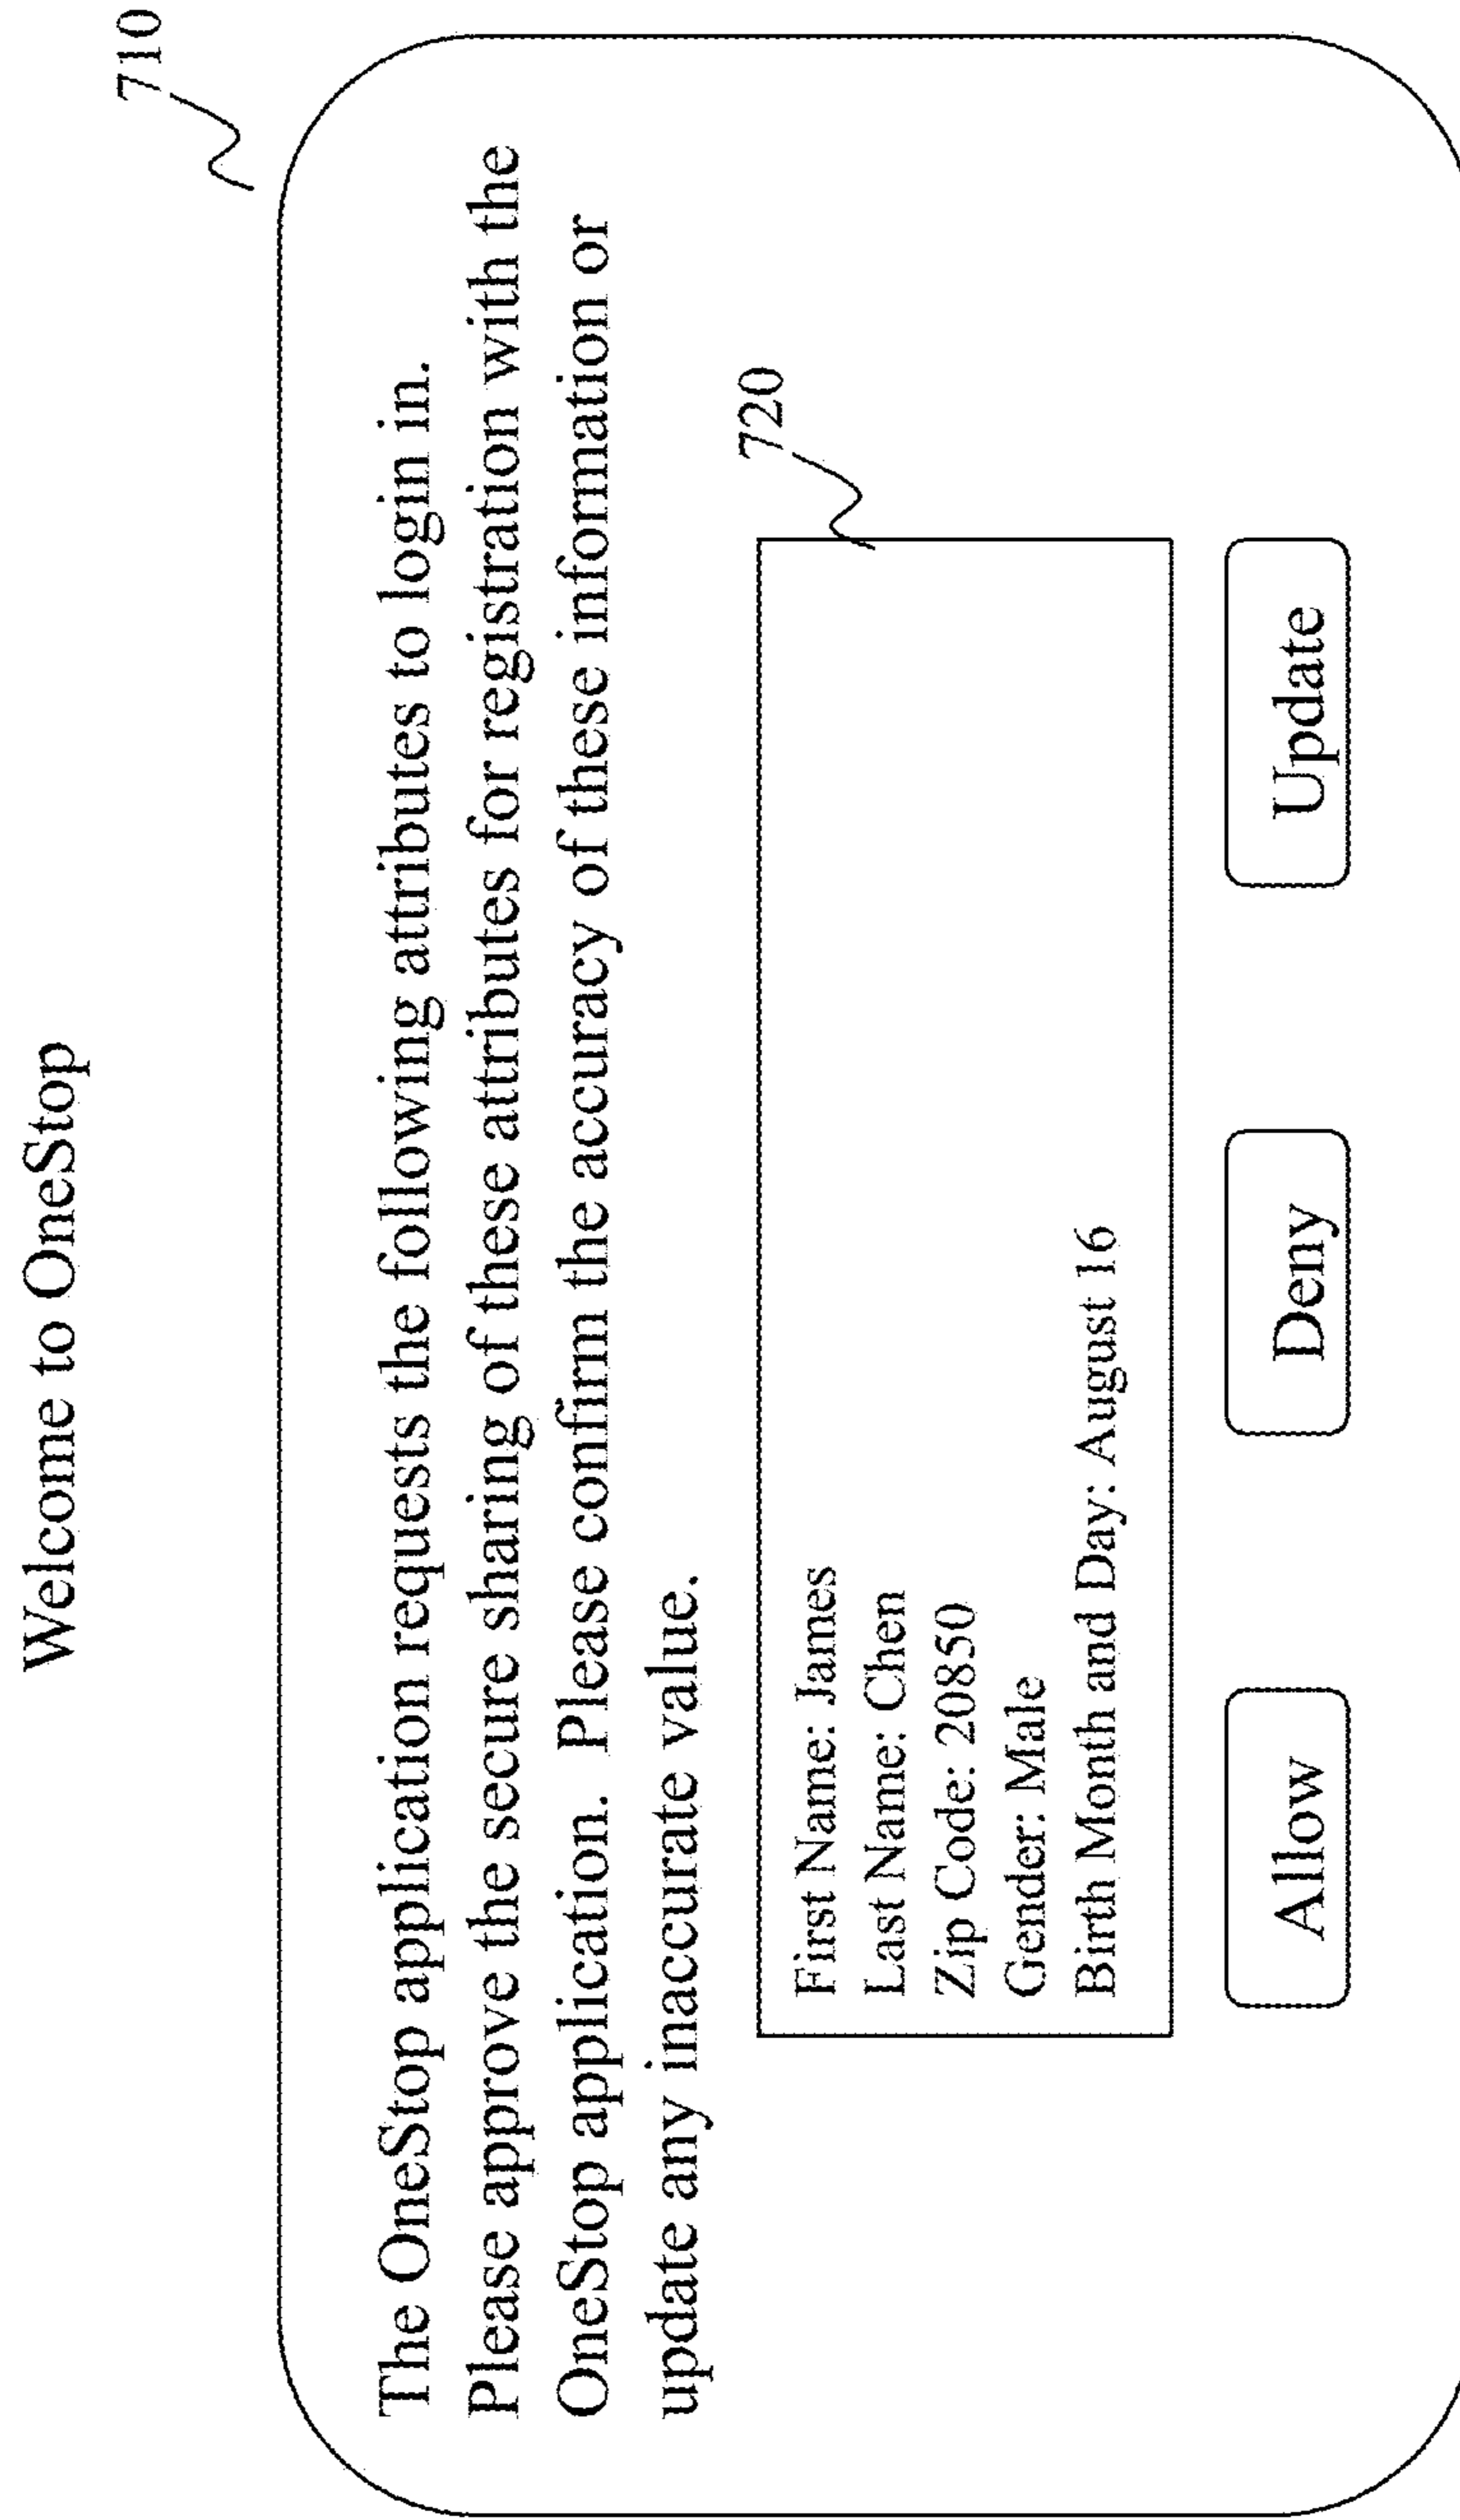 Welcome to OneStop
710
The OneStop application requests the following attributes to login in.
Please approve the secure sharing of these attributes for registration with the
OneStop application.  Please confirm the accuracy of these information or
update any inaccurate value.
720
First Name: James
Last Name: Chen
Zip Code: 20850
Gender: Male
Birth Month and Day: August 16
Allow
Deny
Update